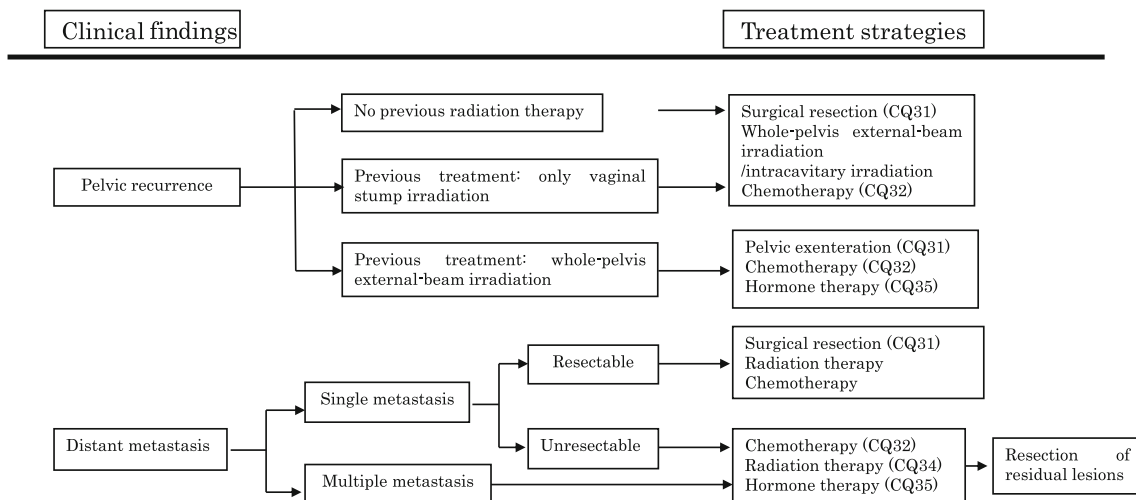 Clinical findings
Treatment strategies
No previous radiation therapy
Surgical resection (CQ31)
Whole-pelvis external-beam
irradiation
/intracavitary irradiation
Chemotherapy (CQ32)
Pelvic recurrence
Previous treatment: only vaginal
stump irradiation
Previous treatment: whole-pelvis
external-beam irradiation
Pelvic exenteration (CQ31)
Chemotherapy (CQ32)
Hormone therapy (CQ35)
Resectable
Surgical resection (CQ31)
Radiation therapy
Chemotherapy
Single metastasis
Distant metastasis
Unresectable
Multiple metastasis
Chemotherapy (CQ32)
Radiation therapy (CQ34)
Hormone therapy (CQ35)
Resection of
residual lesions